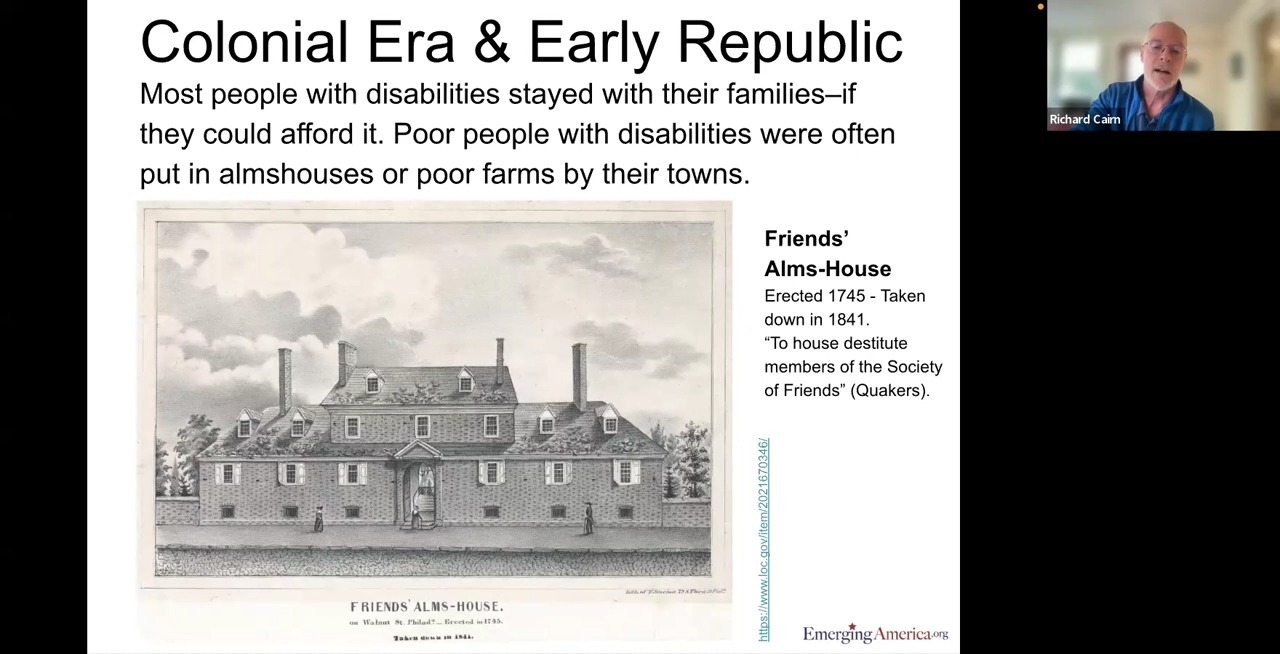 Colonial Era & Early Republic
Most people with disabilities stayed with their families–if
they could afford it. Poor people with disabilities were often
put in almshouses or poor farms by their towns.
Friends’
Alms-House
Erected 1745 - Taken
down in 1841.
“To house destitute
members of the Society
of Friends” (Quakers).
https://www.loc.gov/item/2021670346/
FRIENDS' ALMS-HOUSE.
on Walnut St. Philada. Erected in 1745.
Taken down in 1841.
EmergingAmerica.org
Richard Cairn